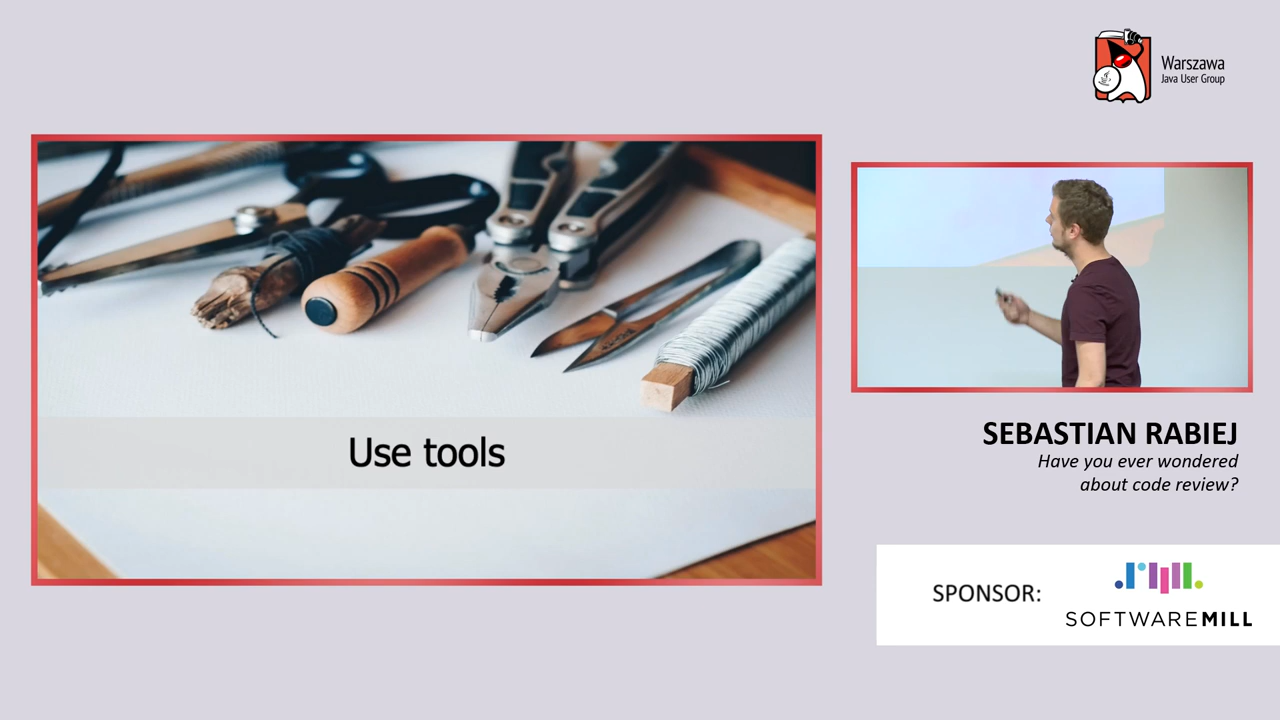 Warszawa
Java User Group
Use tools
SEBASTIAN RABIEJ
Have you ever wondered
about code review?
SPONSOR:
SOFTWAREMILL